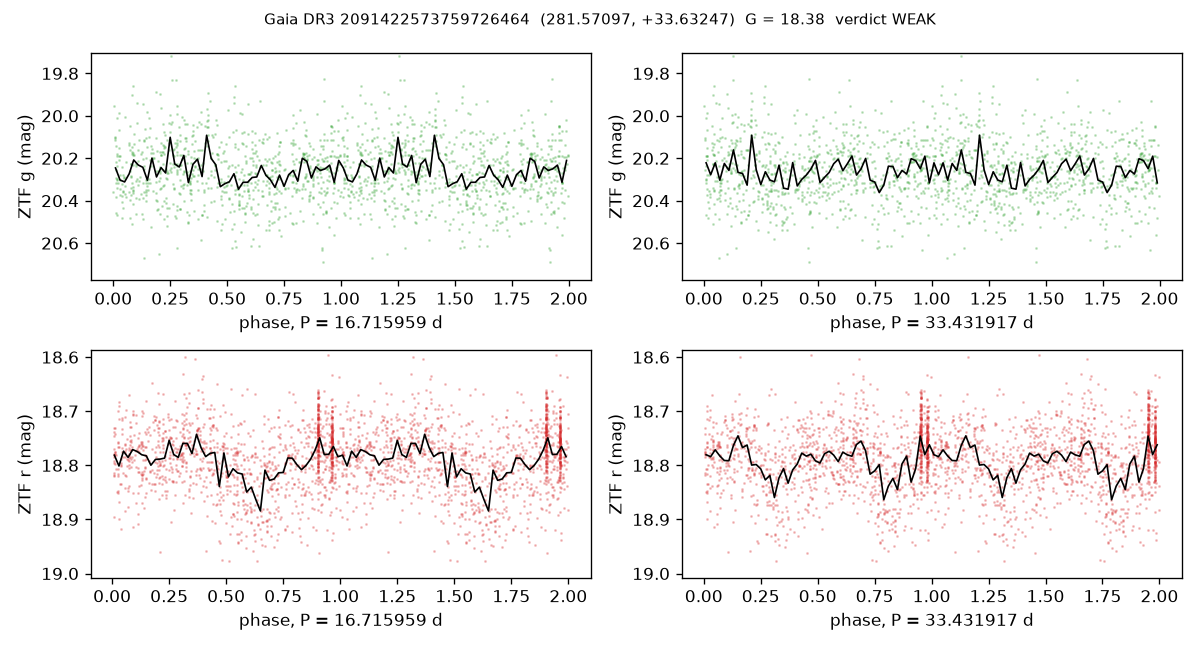 Gaia DR3 2091422573759726464 (281.57097, +33.63247) G = 18.38 verdict WEAK
ZTF g (mag)
19.8
20.0
20.2
20.4
20.6
0.00 0.25 0.50 0.75 1.00 1.25 1.50 1.75 2.00
phase, P = 16.715959 d
ZTF g (mag)
19.8
20.0
20.2
20.4
20.6
0.00 0.25 0.50 0.75 1.00 1.25 1.50 1.75 2.00
phase, P = 33.431917 d
ZTF r (mag)
18.6
18.7
18.8
18.9
19.0
0.00 0.25 0.50 0.75 1.00 1.25 1.50 1.75 2.00
phase, P = 16.715959 d
ZTF r (mag)
18.6
18.7
18.8
18.9
19.0
0.00 0.25 0.50 0.75 1.00 1.25 1.50 1.75 2.00
phase, P = 33.431917 d